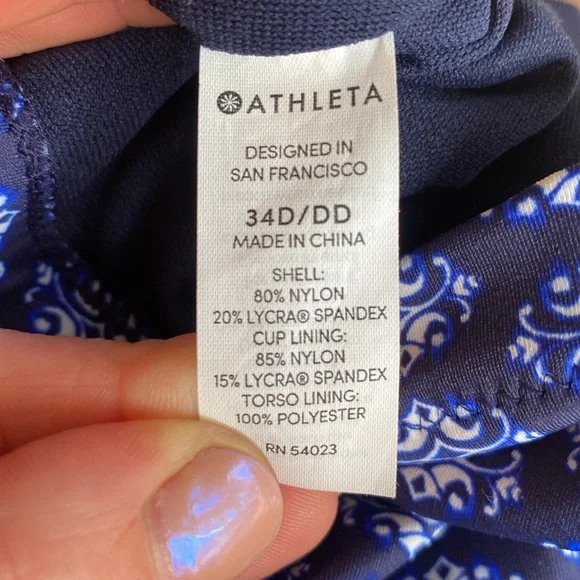 ATHLETA
DESIGNED IN
SAN FRANCISCO
34D/DD
MADE IN CHINA
SHELL:
80% NYLON
20% LYCRA® SPANDEX
CUP LINING:
85% NYLON
15% LYCRA® SPANDEX
TORSO LINING:
100% POLYESTER
RN 54023